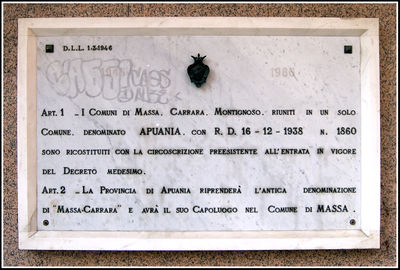 D.L.L. 1-3-1946
1946 1986
ART. 1 _ I COMUNI DI MASSA, CARRARA, MONTIGNOSO, RIUNITI IN UN SOLO
COMUNE, DENOMINATO APUANIA, CON R. D. 16 - 12 - 1938 N. 1860
SONO RICOSTITUITI CON LA CIRCOSCRIZIONE PREESISTENTE ALL'ENTRATA IN VIGORE
DEL DECRETO MEDESIMO.
ART. 2 _ LA PROVINCIA DI APUANIA RIPRENDERÀ L'ANTICA DENOMINAZIONE
DI "MASSA-CARRARA" E AVRÀ IL SUO CAPOLUOGO NEL COMUNE DI MASSA.